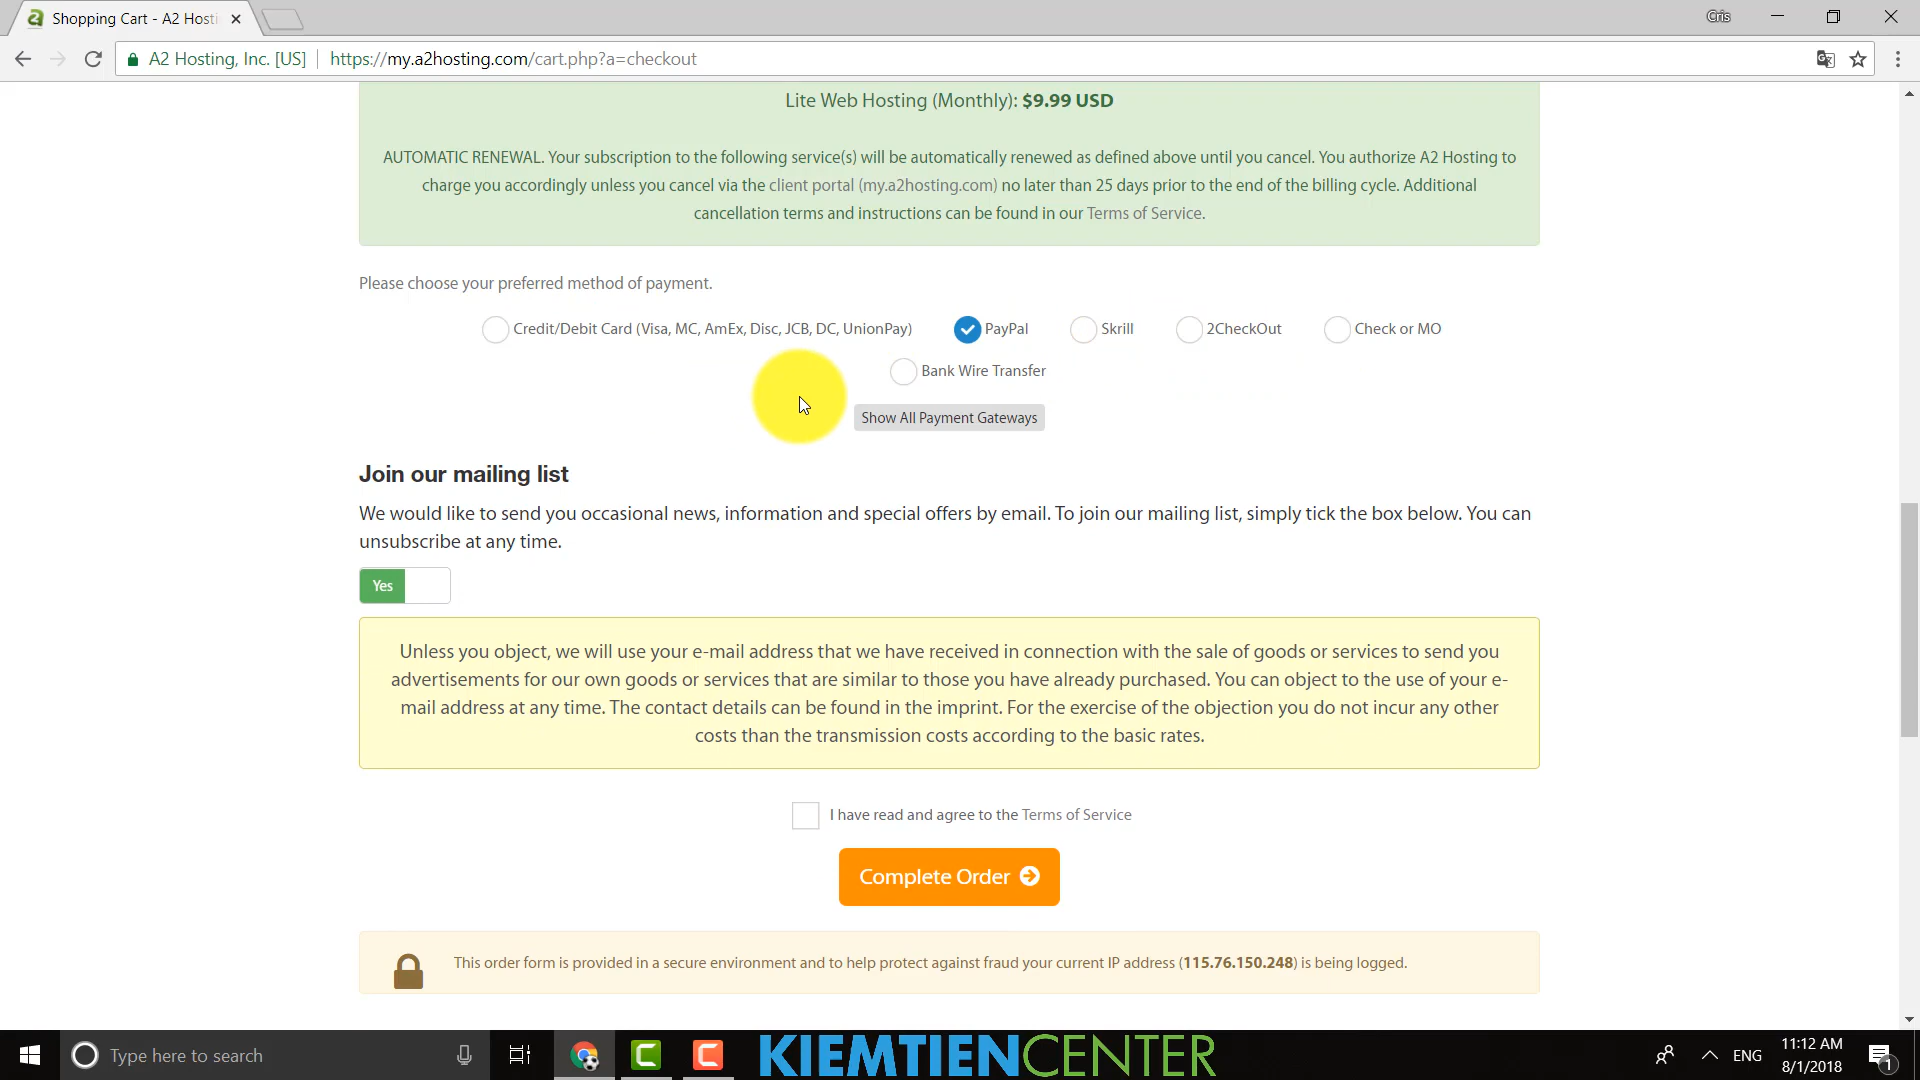 Shopping Cart - A2 Hosti
Cris
A2 Hosting, Inc. [US]
https://my.a2hosting.com/cart.php?a=checkout
Lite Web Hosting (Monthly): $9.99 USD
AUTOMATIC RENEWAL. Your subscription to the following service(s) will be automatically renewed as defined above until you cancel. You authorize A2 Hosting to
charge you accordingly unless you cancel via the client portal (my.a2hosting.com) no later than 25 days prior to the end of the billing cycle. Additional
cancellation terms and instructions can be found in our Terms of Service.
Please choose your preferred method of payment.
Credit/Debit Card (Visa, MC, AmEx, Disc, JCB, DC, UnionPay) PayPal Skrill 2CheckOut Check or MO
Bank Wire Transfer
Show All Payment Gateways
Join our mailing list
We would like to send you occasional news, information and special offers by email. To join our mailing list, simply tick the box below. You can
unsubscribe at any time.
Yes
Unless you object, we will use your e-mail address that we have received in connection with the sale of goods or services to send you
advertisements for our own goods or services that are similar to those you have already purchased. You can object to the use of your e-
mail address at any time. The contact details can be found in the imprint. For the exercise of the objection you do not incur any other
costs than the transmission costs according to the basic rates.
I have read and agree to the Terms of Service
Complete Order
This order form is provided in a secure environment and to help protect against fraud your current IP address (115.76.150.248) is being logged.
Type here to search
KIEMTIENCENTER
ENG
11:12 AM
8/1/2018
1